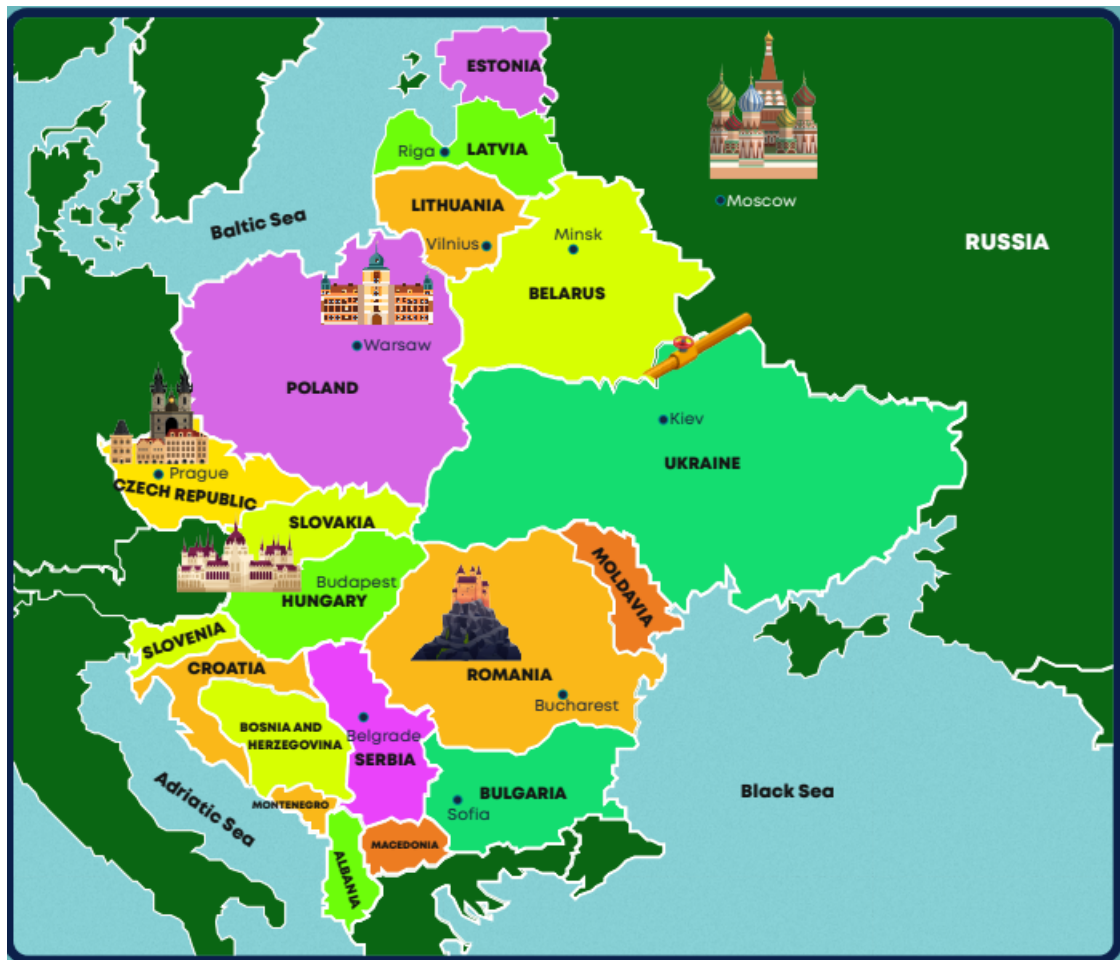 ESTONIA
Riga
LATVIA
LITHUANIA
Vilnius
Moscow
RUSSIA
Baltic Sea
Minsk
BELARUS
Warsaw
POLAND
Kiev
UKRAINE
Prague
CZECH REPUBLIC
SLOVAKIA
Budapest
HUNGARY
MOLDAVIA
SLOVENIA
CROATIA
ROMANIA
Bucharest
BOSNIA AND
HERZEGOVINA
Belgrade
SERBIA
Adriatic Sea
MONTENEGRO
BULGARIA
Sofia
Black Sea
MACEDONIA
ALBANIA